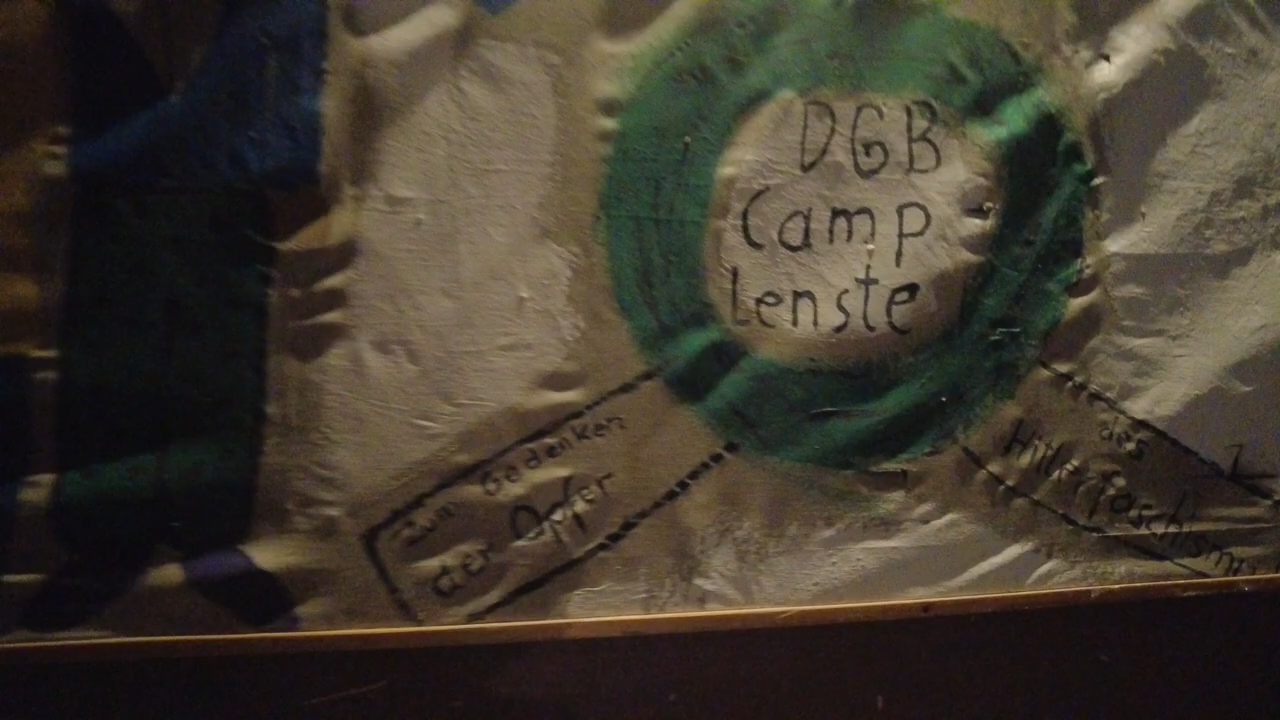 DGB
Camp
Lenste
Zum Gedenken
der Opfer
des
Hitlerfaschismus